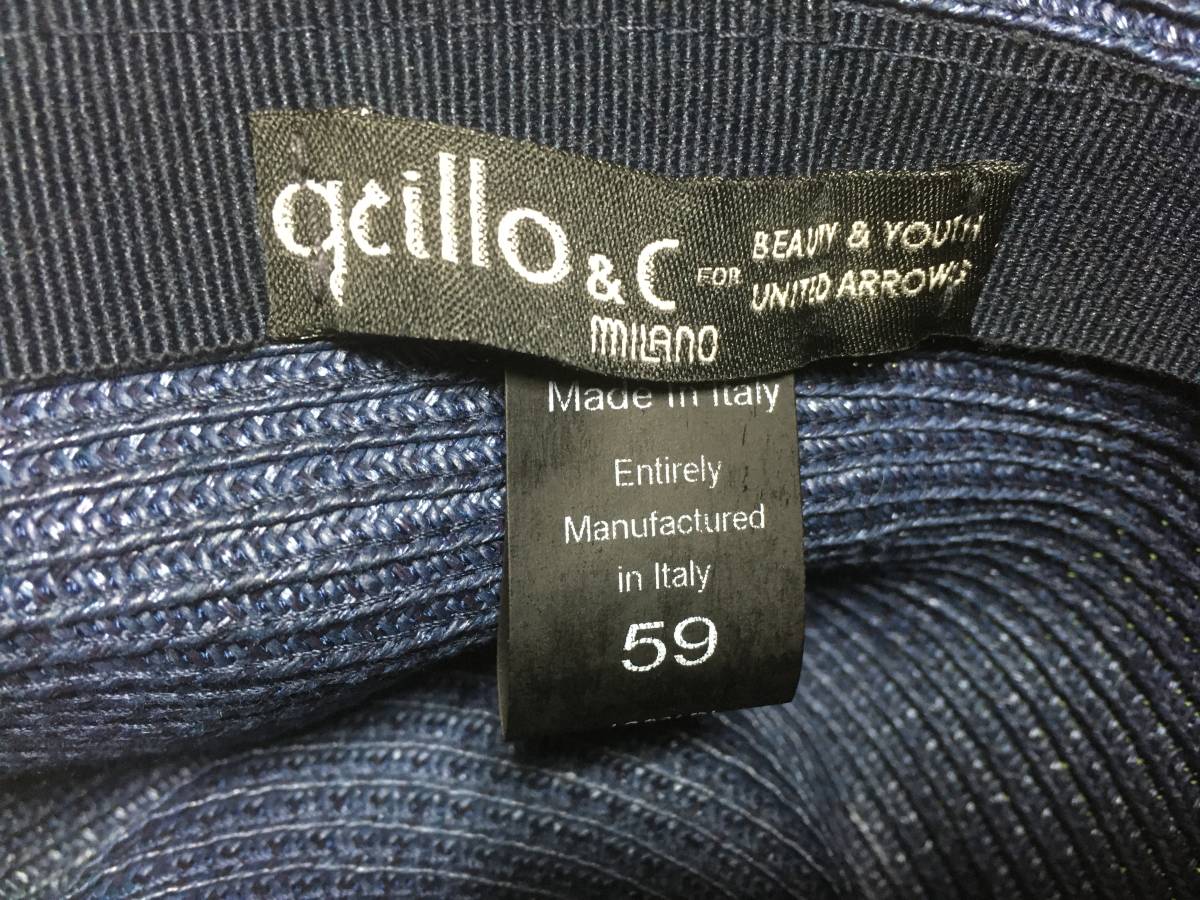 qcillo & C
MILANO
FOR
BEAUTY & YOUTH
UNITED ARROWS
Made in Italy
Entirely
Manufactured
in Italy
59